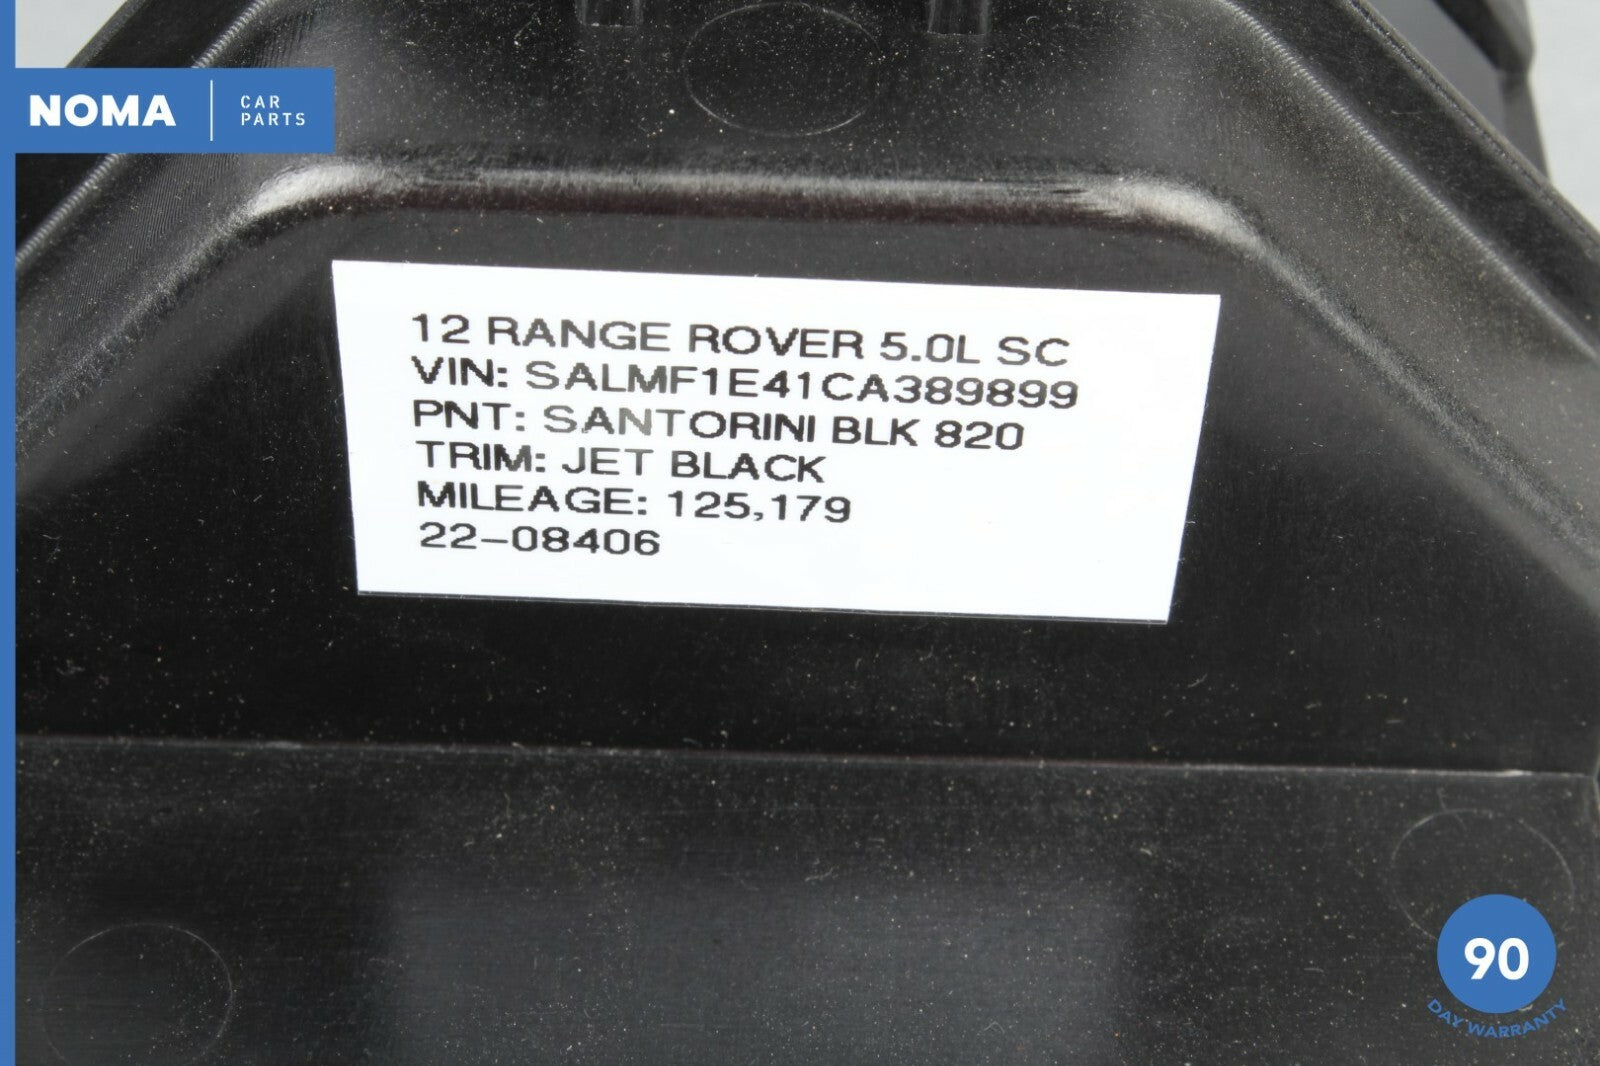 NOMA
CAR
PARTS
12 RANGE ROVER 5.0L SC
VIN: SALMF1E41CA389899
PNT: SANTORINI BLK 820
TRIM: JET BLACK
MILEAGE: 125,179
22-08406
90
DAY WARRANTY